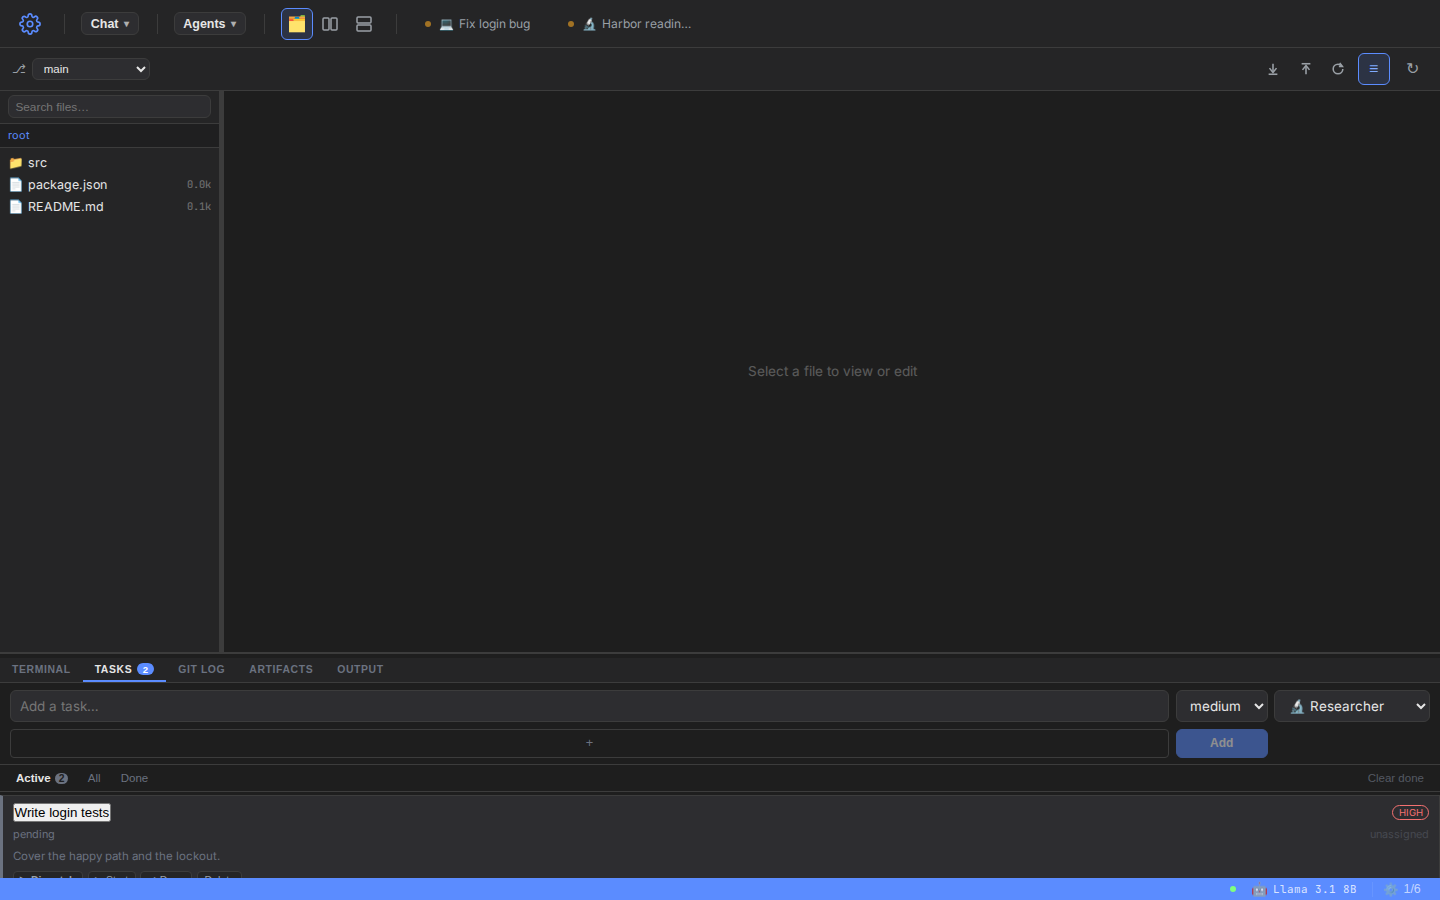 Chat ▾ Agents ▾ Fix login bug Harbor readin...
main
Search files…
root
src
package.json 0.0k
README.md 0.1k
Select a file to view or edit
TERMINAL TASKS 2 GIT LOG ARTIFACTS OUTPUT
Add a task... medium Researcher
+ Add
Active 2 All Done Clear done
Write login tests HIGH
pending unassigned
Cover the happy path and the lockout.
Llama 3.1 8B 1/6